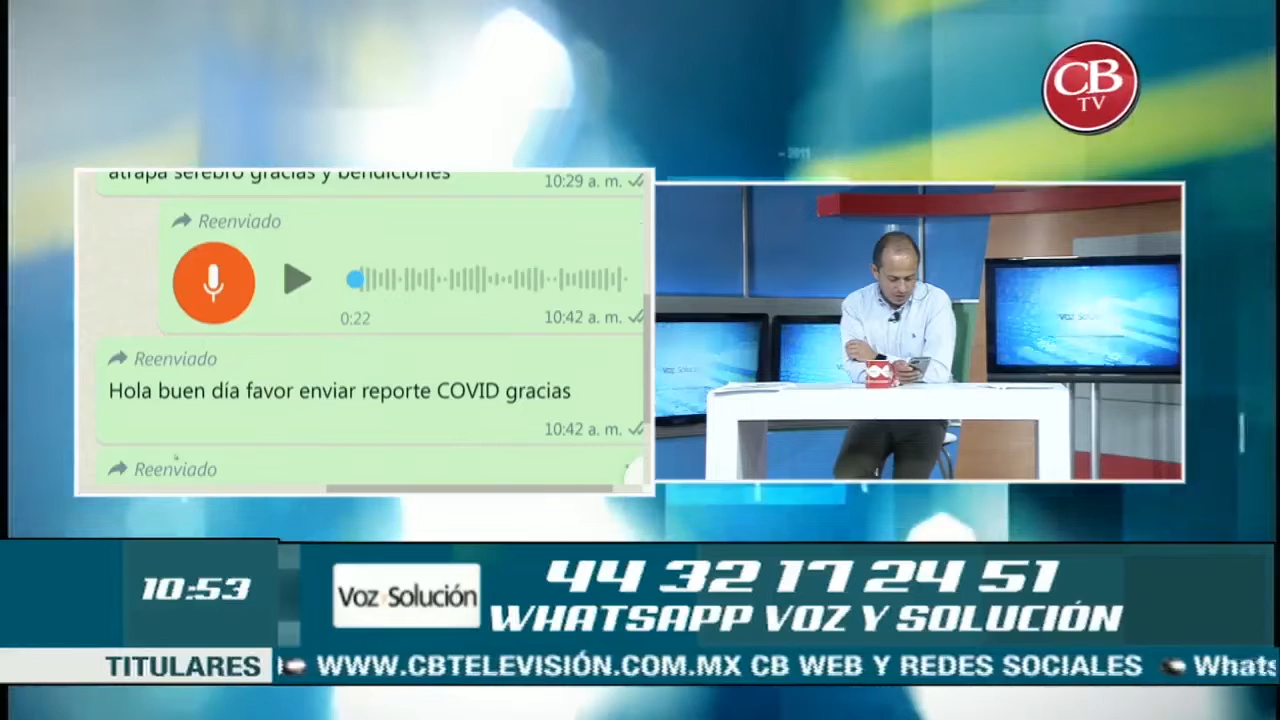 CB
TV
- 2011
atrapa serebro gracias y bendiciones
10:29 a. m.
Reenviado
0:22
10:42 a. m.
Reenviado
Hola buen día favor enviar reporte COVID gracias
10:42 a. m.
Reenviado
10:53
Voz y Solución
44 32 17 24 51
WHATSAPP VOZ Y SOLUCIÓN
TITULARES
WWW.CBTELEVISIÓN.COM.MX CB WEB Y REDES SOCIALES
Whats